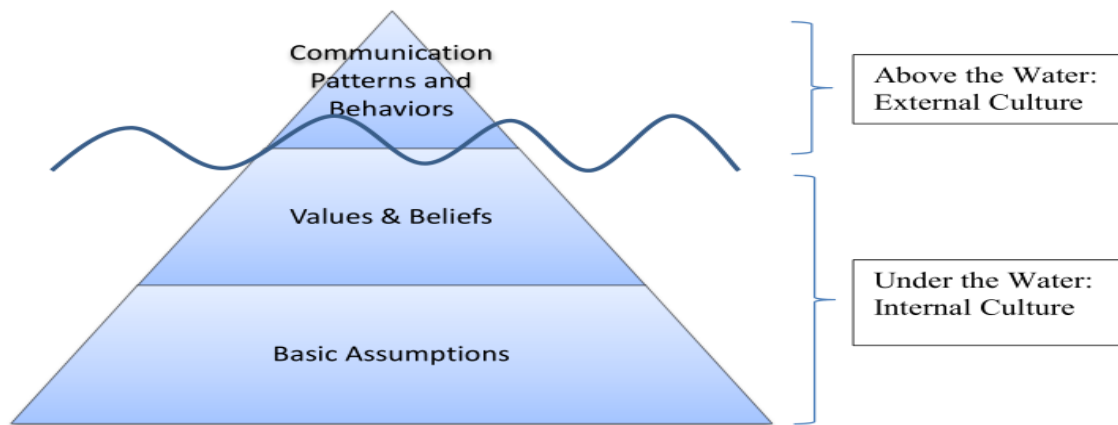 Communication
Patterns and
Behaviors
Above the Water:
External Culture
Values & Beliefs
Under the Water:
Internal Culture
Basic Assumptions